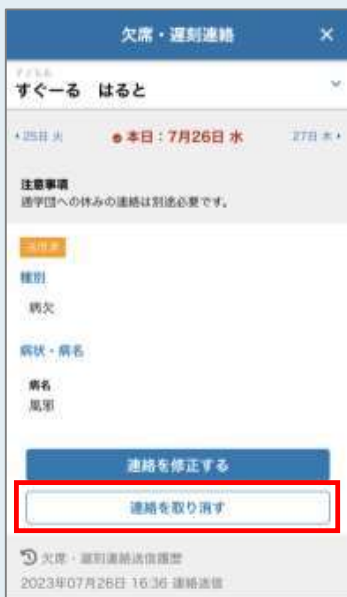 欠席・遅刻連絡 ×
すぐーる はると
25日 火 本日：7月26日 水 27日 木
注意事項
通学団への休みの連絡は別途必要です。
種別
病欠
病状・病名
病名
風邪
連絡を修正する
連絡を取り消す
欠席・遅刻連絡送信履歴
2023年07月26日 16:36 連絡送信